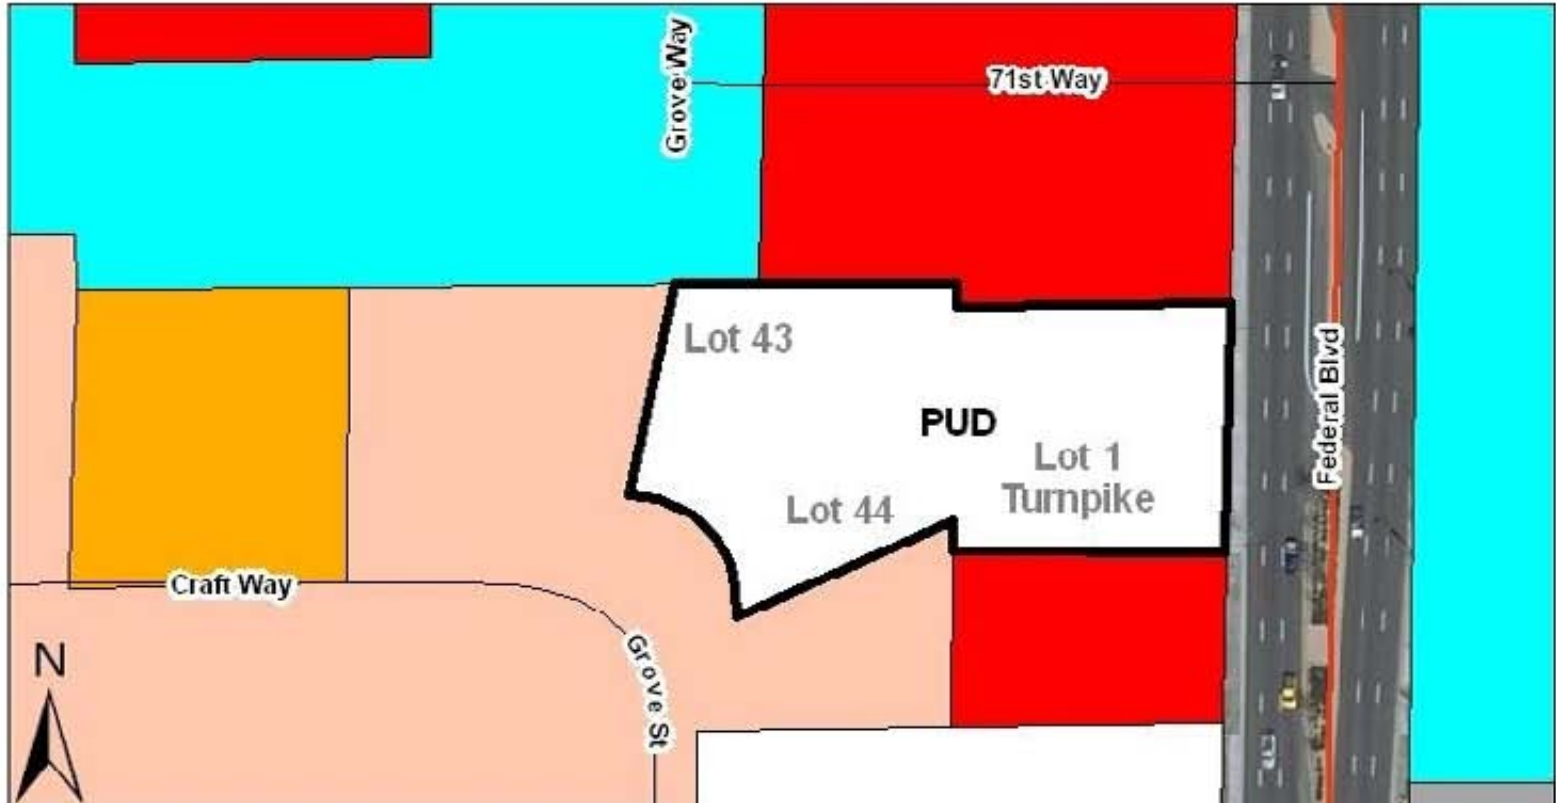 Grove Way
71st Way
Lot 43
PUD
Lot 1
Turnpike
Lot 44
Federal Blvd
Craft Way
Grove St
N